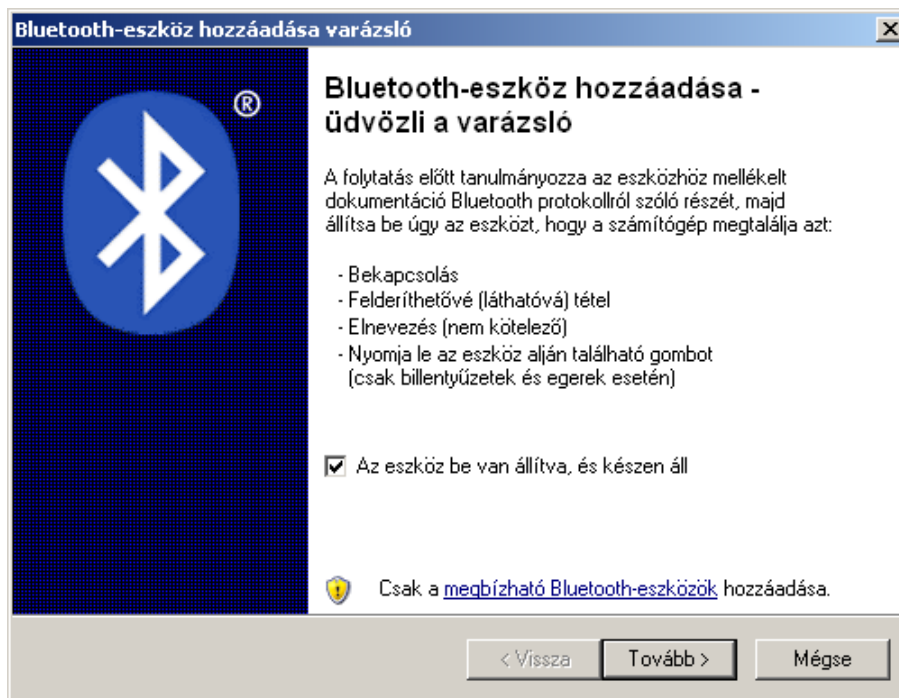 Bluetooth-eszköz hozzáadása varázsló
®
Bluetooth-eszköz hozzáadása -
üdvözli a varázsló
A folytatás előtt tanulmányozza az eszközhöz mellékelt
dokumentáció Bluetooth protokollról szóló részét, majd
állítsa be úgy az eszközt, hogy a számítógép megtalálja azt:
- Bekapcsolás
- Felderíthetővé (láthatóvá) tétel
- Elnevezés (nem kötelező)
- Nyomja le az eszköz alján található gombot
(csak billentyűzetek és egerek esetén)
Az eszköz be van állítva, és készen áll
Csak a megbízható Bluetooth-eszközök hozzáadása.
< Vissza Tovább > Mégse